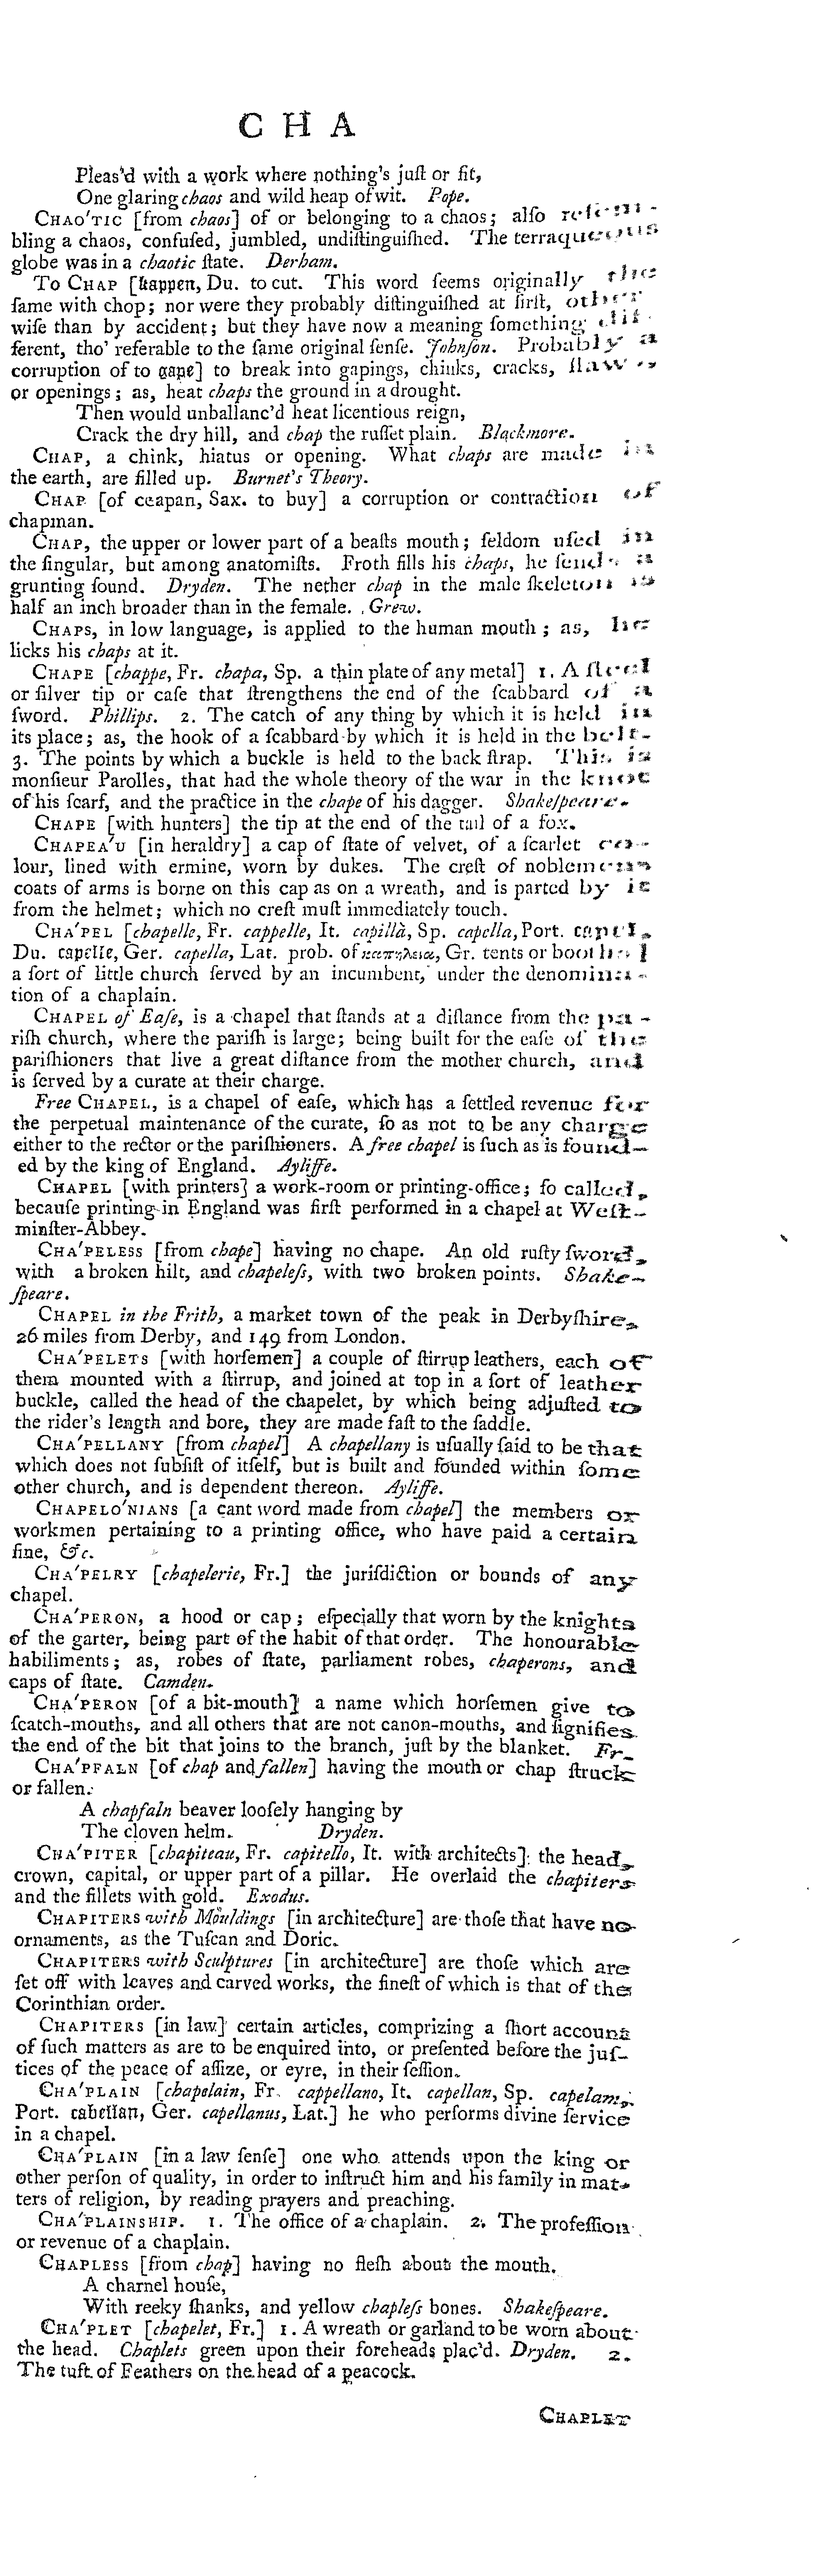 C H A
Pleas'd with a work where nothing's juſt or fit,
One glaring chaos and wild heap of wit. Pope.
CHAO'TIC [from chaos] of or belonging to a chaos; alſo reſem-
bling a chaos, confuſed, jumbled, undiſtinguiſhed. The terraqueous
globe was in a chaotic ſtate. Derham.
To CHAP [kappen, Du. to cut. This word ſeems originally the
ſame with chop; nor were they probably diſtinguiſhed at firſt, other
wiſe than by accident; but they have now a meaning ſomething dif-
ferent, tho' referable to the ſame original ſenſe. Johnſon. Probably a
corruption of to gape] to break into gapings, chinks, cracks, flaws
or openings; as, heat chaps the ground in a drought.
Then would unballanc'd heat licentious reign,
Crack the dry hill, and chap the ruſſet plain. Blackmore.
CHAP, a chink, hiatus or opening. What chaps are made in
the earth, are filled up. Burnet's Theory.
CHAP [of ceapan, Sax. to buy] a corruption or contraction of
chapman.
CHAP, the upper or lower part of a beaſts mouth; ſeldom uſed in
the ſingular, but among anatomiſts. Froth fills his chaps, he ſends a
grunting ſound. Dryden. The nether chap in the male ſkeleton is
half an inch broader than in the female. Grew.
CHAPS, in low language, is applied to the human mouth; as, he
licks his chaps at it.
CHAPE [chappe, Fr. chapa, Sp. a thin plate of any metal] 1. A ſteel
or ſilver tip or caſe that ſtrengthens the end of the ſcabbard of a
ſword. Phillips. 2. The catch of any thing by which it is held in
its place; as, the hook of a ſcabbard by which it is held in the belt.
3. The points by which a buckle is held to the back ſtrap. This is
monſieur Parolles, that had the whole theory of the war in the knot
of his ſcarf, and the practice in the chape of his dagger. Shakeſpeare.
CHAPE [with hunters] the tip at the end of the tail of a fox.
CHAPEA'U [in heraldry] a cap of ſtate of velvet, of a ſcarlet co-
lour, lined with ermine, worn by dukes. The creſt of noblemens
coats of arms is borne on this cap as on a wreath, and is parted by it
from the helmet; which no creſt muſt immediately touch.
CHA'PEL [chapelle, Fr. cappelle, It. capillà, Sp. capella, Port. capel,
Du. capelle, Ger. capella, Lat. prob. of καπηλεια, Gr. tents or booths]
a ſort of little church ſerved by an incumbent, under the denomina-
tion of a chaplain.
CHAPEL of Eaſe, is a chapel that ſtands at a diſtance from the pa-
riſh church, where the pariſh is large; being built for the eaſe of the
pariſhioners that live a great diſtance from the mother church, and
is ſerved by a curate at their charge.
Free CHAPEL, is a chapel of eaſe, which has a ſettled revenue for
the perpetual maintenance of the curate, ſo as not to be any charge
either to the rector or the pariſhioners. A free chapel is ſuch as is found-
ed by the king of England. Ayliffe.
CHAPEL [with printers] a work-room or printing-office; ſo called,
becauſe printing in England was firſt performed in a chapel at Weſt-
minſter-Abbey.
CHA'PELESS [from chape] having no chape. An old ruſty ſword,
with a broken hilt, and chapeleſs, with two broken points. Shake-
ſpeare.
CHAPEL in the Frith, a market town of the peak in Derbyſhire,
26 miles from Derby, and 149 from London.
CHA'PELETS [with horſemen] a couple of ſtirrup leathers, each of
them mounted with a ſtirrup, and joined at top in a ſort of leather
buckle, called the head of the chapelet, by which being adjuſted to
the rider's length and bore, they are made faſt to the ſaddle.
CHA'PELLANY [from chapel] A chapellany is uſually ſaid to be that
which does not ſubſiſt of itſelf, but is built and founded within ſome
other church, and is dependent thereon. Ayliffe.
CHAPELO'NIANS [a cant word made from chapel] the members or
workmen pertaining to a printing office, who have paid a certain
fine, &c.
CHA'PELRY [chapelerie, Fr.] the juriſdiction or bounds of any
chapel.
CHA'PERON, a hood or cap; eſpecially that worn by the knights
of the garter, being part of the habit of that order. The honourable
habiliments; as, robes of ſtate, parliament robes, chaperons, and
caps of ſtate. Camden.
CHA'PERON [of a bit-mouth] a name which horſemen give to
ſcatch-mouths, and all others that are not canon-mouths, and ſignifies
the end of the bit that joins to the branch, juſt by the blanket. Fr.
CHA'PFALN [of chap and fallen] having the mouth or chap ſtruck
or fallen.
A chapfaln beaver looſely hanging by
The cloven helm. Dryden.
CHA'PITER [chapiteau, Fr. capitello, It. with architects] the head,
crown, capital, or upper part of a pillar. He overlaid the chapiters
and the fillets with gold. Exodus.
CHAPITERS with Mouldings [in architecture] are thoſe that have no
ornaments, as the Tuſcan and Doric.
CHAPITERS with Sculptures [in architecture] are thoſe which are
ſet off with leaves and carved works, the fineſt of which is that of the
Corinthian order.
CHAPITERS [in law] certain articles, comprizing a ſhort account
of ſuch matters as are to be enquired into, or preſented before the juſ-
tices of the peace of aſſize, or eyre, in their ſeſſion.
CHA'PLAIN [chapelain, Fr. cappellano, It. capellan, Sp. capelam,
Port. cabellan, Ger. capellanus, Lat.] he who performs divine ſervice
in a chapel.
CHA'PLAIN [in a law ſenſe] one who attends upon the king or
other perſon of quality, in order to inſtruct him and his family in mat-
ters of religion, by reading prayers and preaching.
CHA'PLAINSHIP. 1. The office of a chaplain. 2. The profeſſion
or revenue of a chaplain.
CHAPLESS [from chap] having no fleſh about the mouth.
A charnel houſe,
With reeky ſhanks, and yellow chapleſs bones. Shakeſpeare.
CHA'PLET [chapelet, Fr.] 1. A wreath or garland to be worn about
the head. Chaplets green upon their foreheads plac'd. Dryden. 2.
The tuft of Feathers on the head of a peacock.
CHAPLET